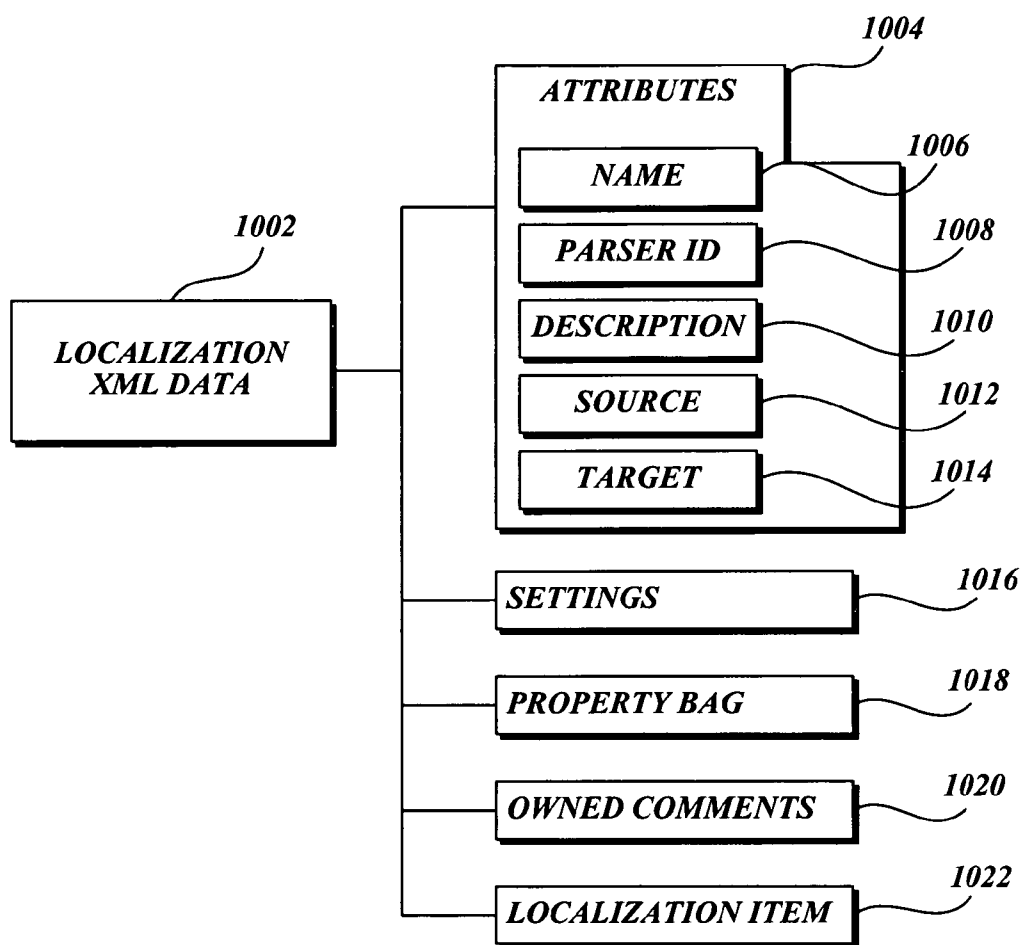 1004
ATTRIBUTES
NAME
1006
PARSER ID
1008
DESCRIPTION
1010
SOURCE
1012
TARGET
1014
1002
LOCALIZATION
XML DATA
SETTINGS
1016
PROPERTY BAG
1018
OWNED COMMENTS
1020
LOCALIZATION ITEM
1022